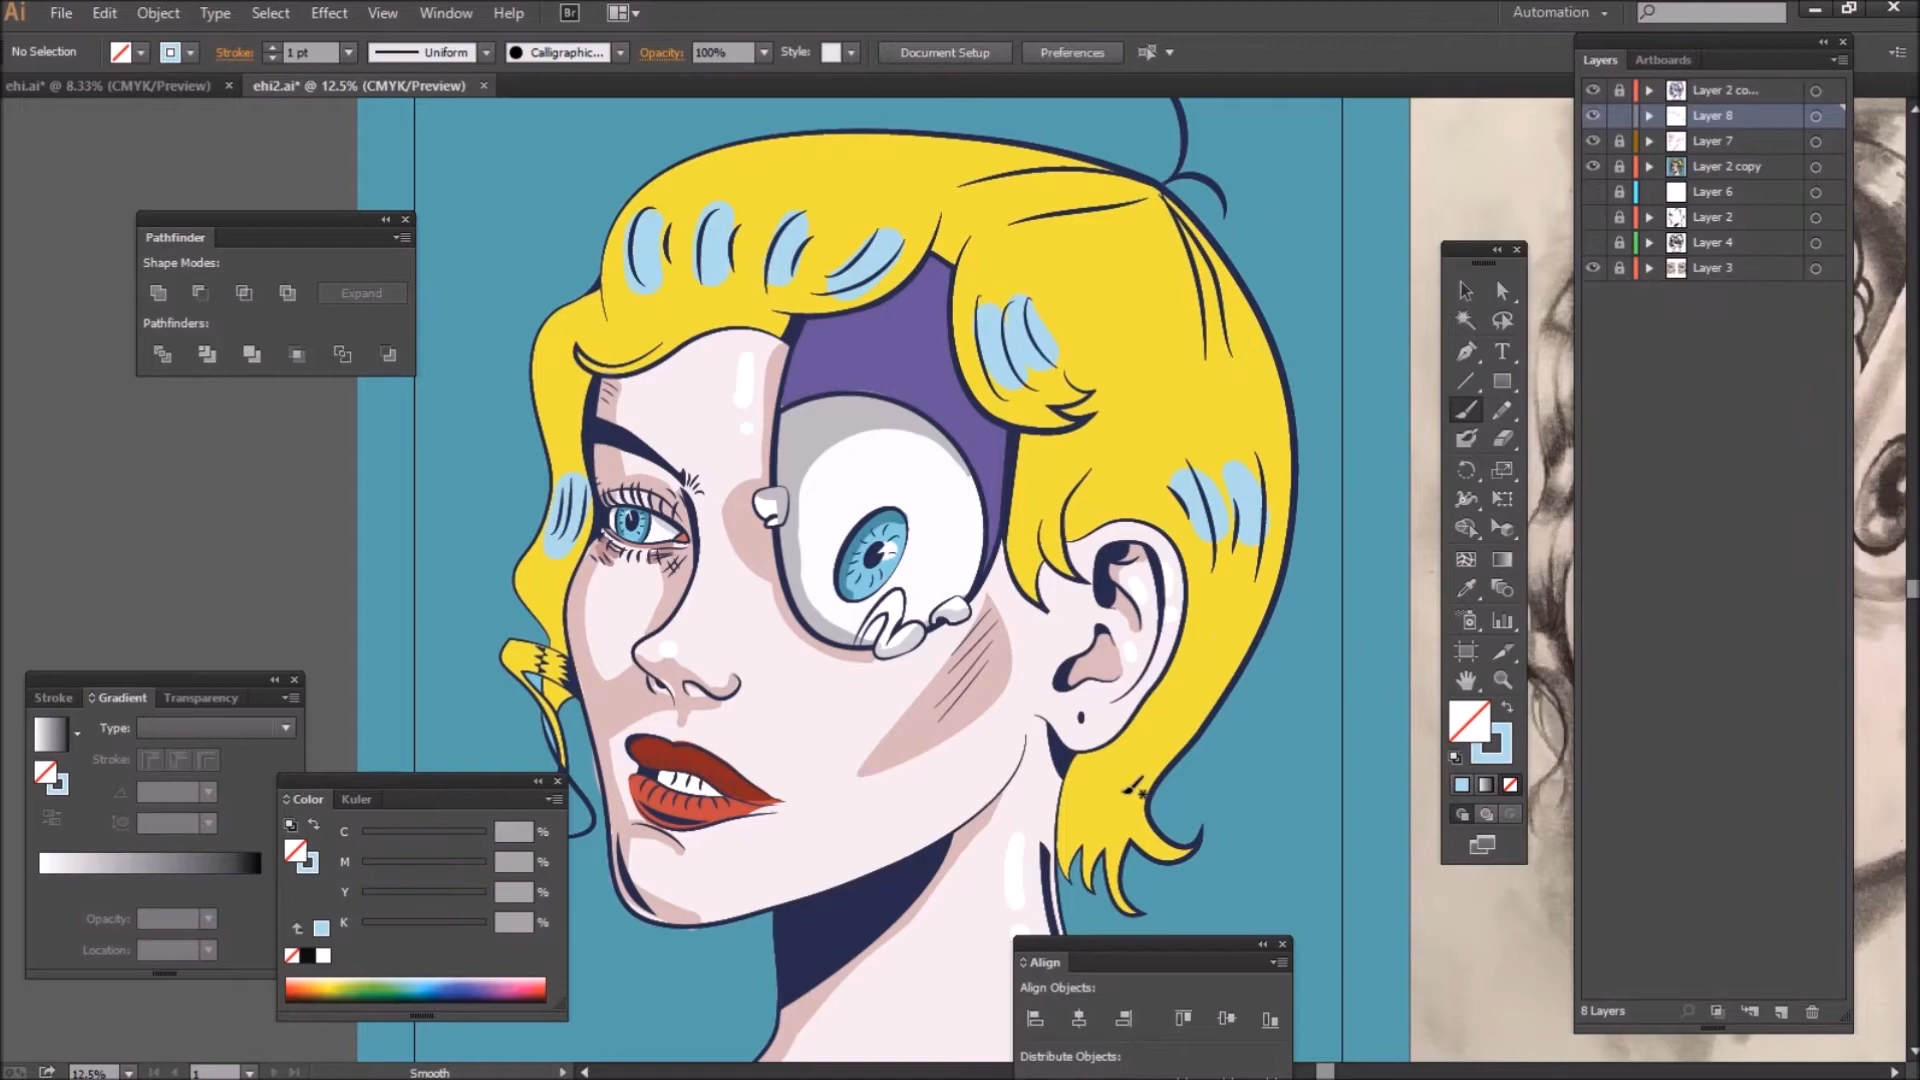 Ai File Edit Object Type Select Effect View Window Help Br Automation
No Selection Stroke: 1 pt Uniform Calligraphic... Opacity: 100% Style: Document Setup Preferences
ehi.ai* @ 8.33% (CMYK/Preview) × ehi2.ai* @ 12.5% (CMYK/Preview) ×
Layers Artboards
Layer 2 co...
Layer 8
Layer 7
Layer 2 copy
Layer 6
Layer 2
Layer 4
Layer 3
8 Layers
Pathfinder
Shape Modes:
Expand
Pathfinders:
Stroke Gradient Transparency
Type:
Stroke:
Opacity:
Location:
Color Kuler
C %
M %
Y %
K %
Align
Align Objects:
Distribute Objects:
12.5% 1 Smooth